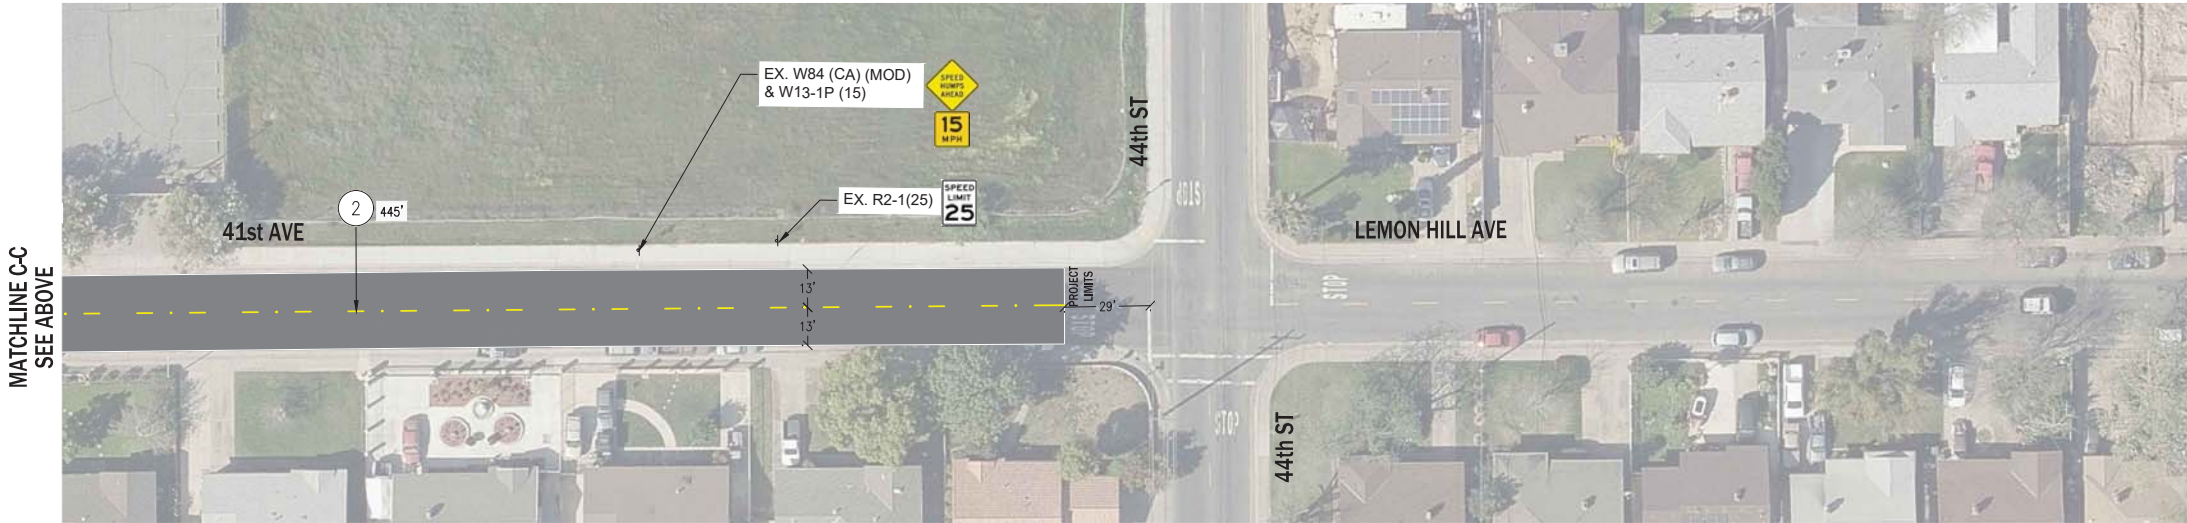 MATCHLINE C-C
SEE ABOVE
41st AVE
2
445'
EX. W84 (CA) (MOD)
& W13-1P (15)
SPEED
HUMPS
AHEAD
15
MPH
EX. R2-1(25)
SPEED
LIMIT
25
13'
13'
PROJECT
LIMITS
29'
STOP
44th ST
STOP
LEMON HILL AVE
STOP
STOP
44th ST